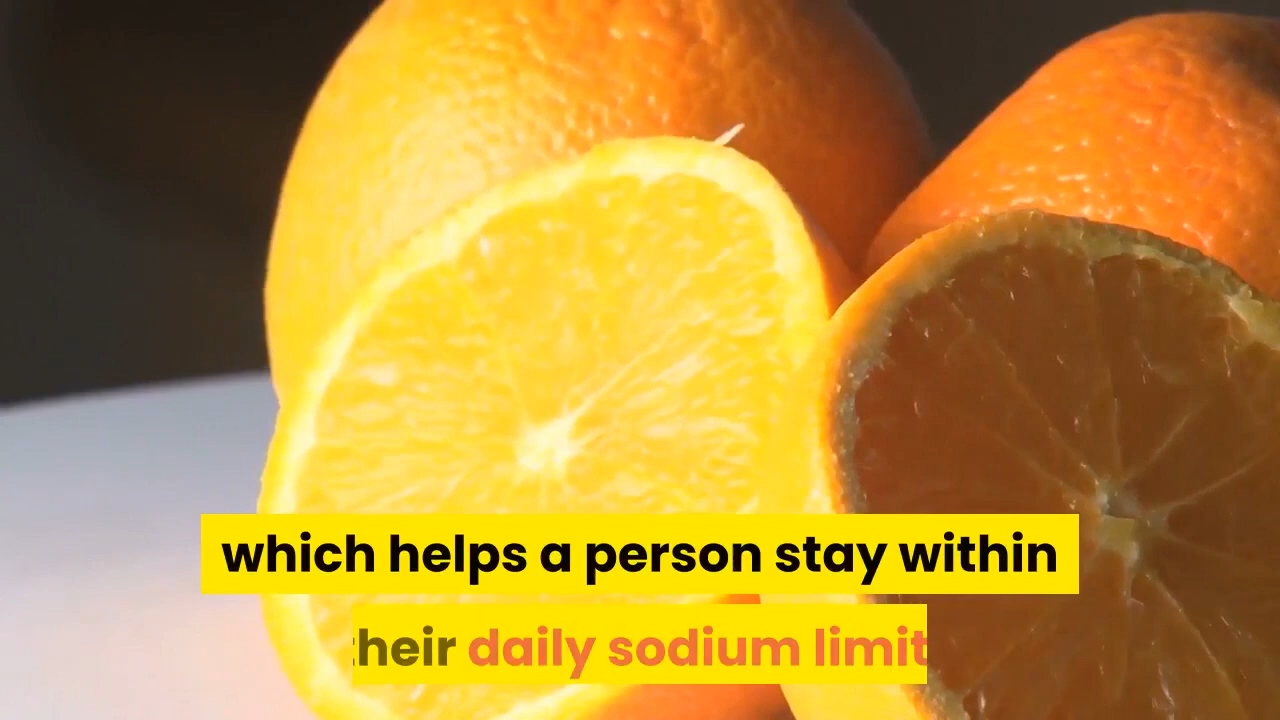 which helps a person stay within
their daily sodium limit